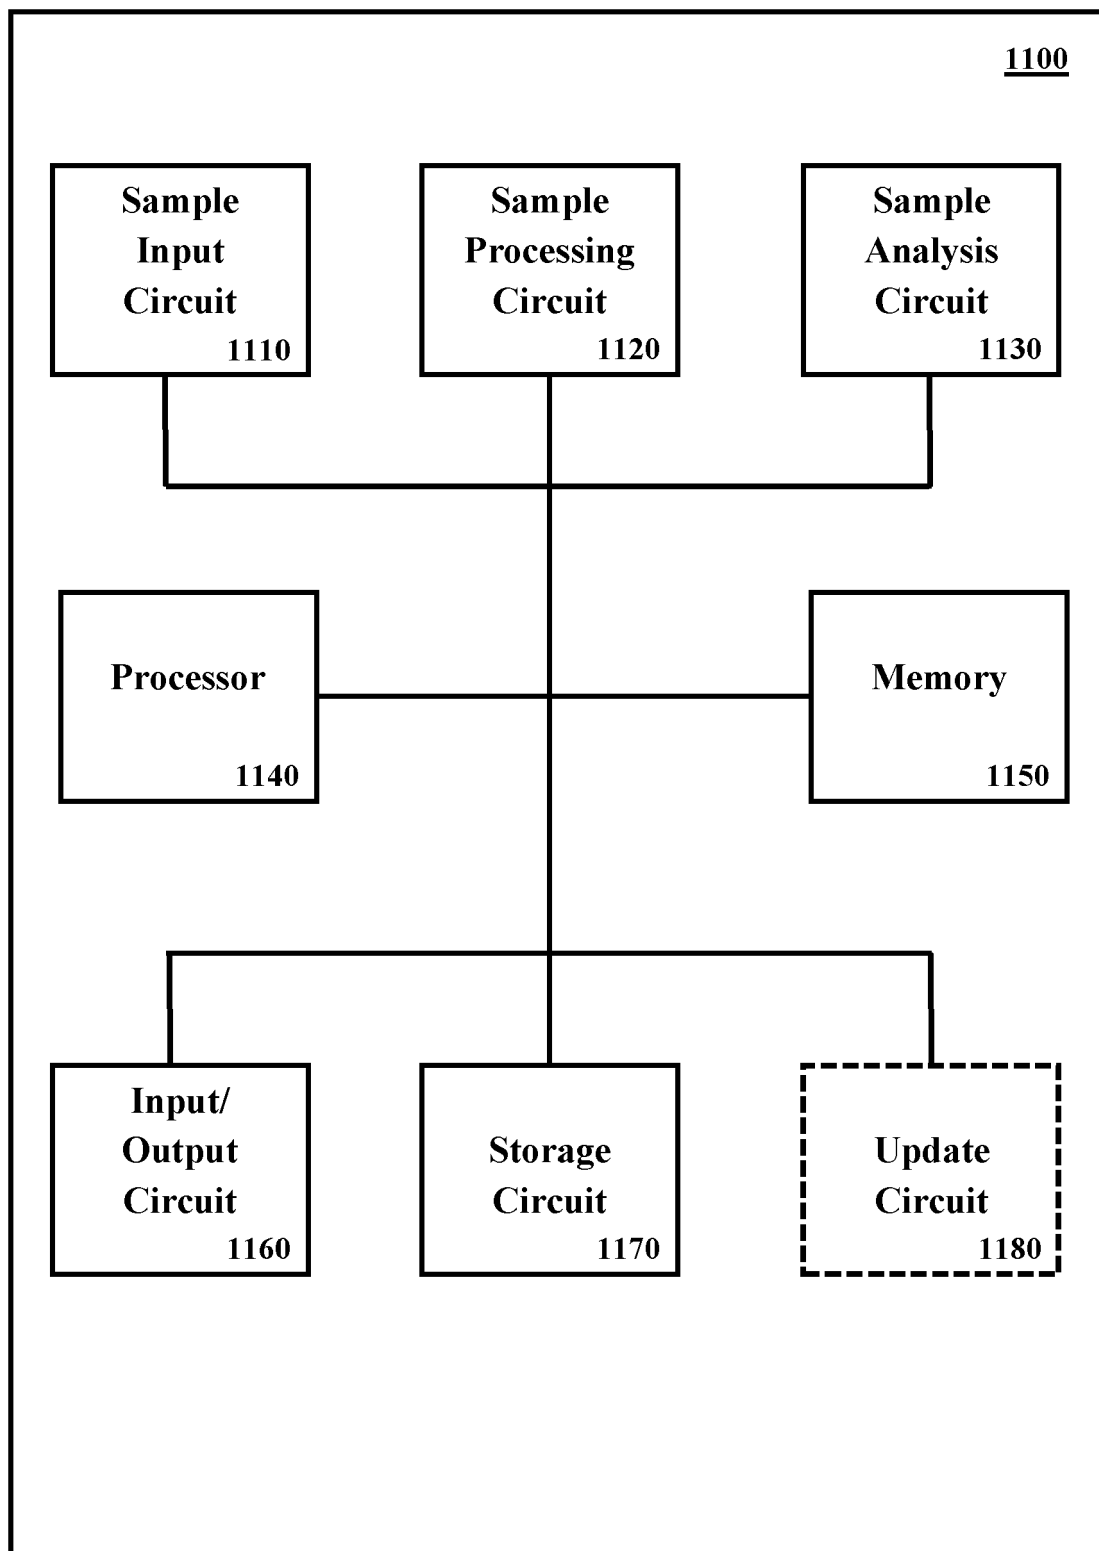 1100
Sample
Input
Circuit
1110
Sample
Processing
Circuit
1120
Sample
Analysis
Circuit
1130
Processor
1140
Memory
1150
Input/
Output
Circuit
1160
Storage
Circuit
1170
Update
Circuit
1180